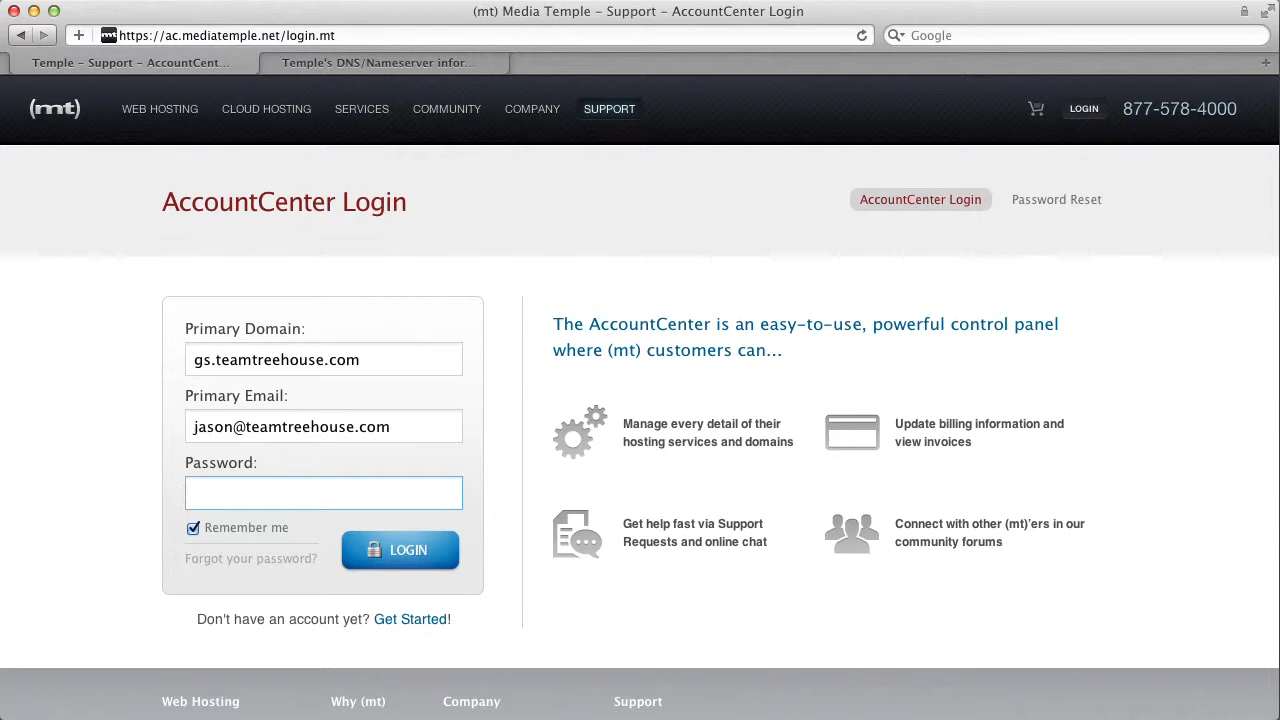 (mt) Media Temple – Support – AccountCenter Login
https://ac.mediatemple.net/login.mt
Google
Temple – Support – AccountCent...
Temple's DNS/Nameserver infor...
(mt)
WEB HOSTING
CLOUD HOSTING
SERVICES
COMMUNITY
COMPANY
SUPPORT
LOGIN
877-578-4000
AccountCenter Login
AccountCenter Login
Password Reset
Primary Domain:
gs.teamtreehouse.com
Primary Email:
jason@teamtreehouse.com
Password:
Remember me
Forgot your password?
LOGIN
Don't have an account yet? Get Started!
The AccountCenter is an easy-to-use, powerful control panel
where (mt) customers can...
Manage every detail of their
hosting services and domains
Update billing information and
view invoices
Get help fast via Support
Requests and online chat
Connect with other (mt)'ers in our
community forums
Web Hosting
Why (mt)
Company
Support